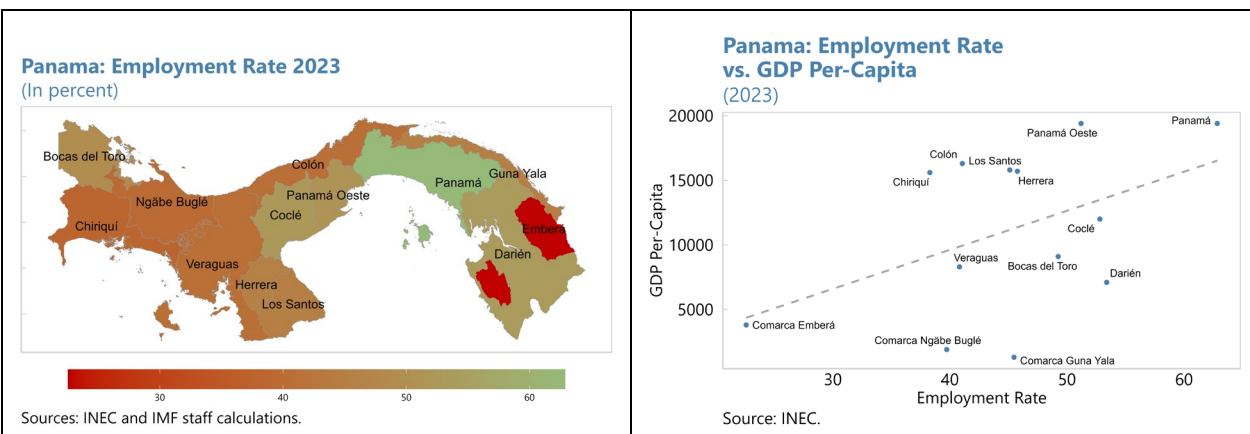 Panama: Employment Rate 2023
(In percent)
Bocas del Toro
Colón
Guna Yala
Panamá
Ngäbe Buglé
Panamá Oeste
Coclé
Chiriquí
Emberá
Darién
Veraguas
Herrera
Los Santos
30
40
50
60
Sources: INEC and IMF staff calculations.
Panama: Employment Rate
vs. GDP Per-Capita
(2023)
20000
15000
10000
5000
GDP Per-Capita
Panamá
Panamá Oeste
Colón
Los Santos
Chiriquí
Herrera
Coclé
Veraguas
Bocas del Toro
Darién
Comarca Emberá
Comarca Ngäbe Buglé
Comarca Guna Yala
30
40
50
60
Employment Rate
Source: INEC.